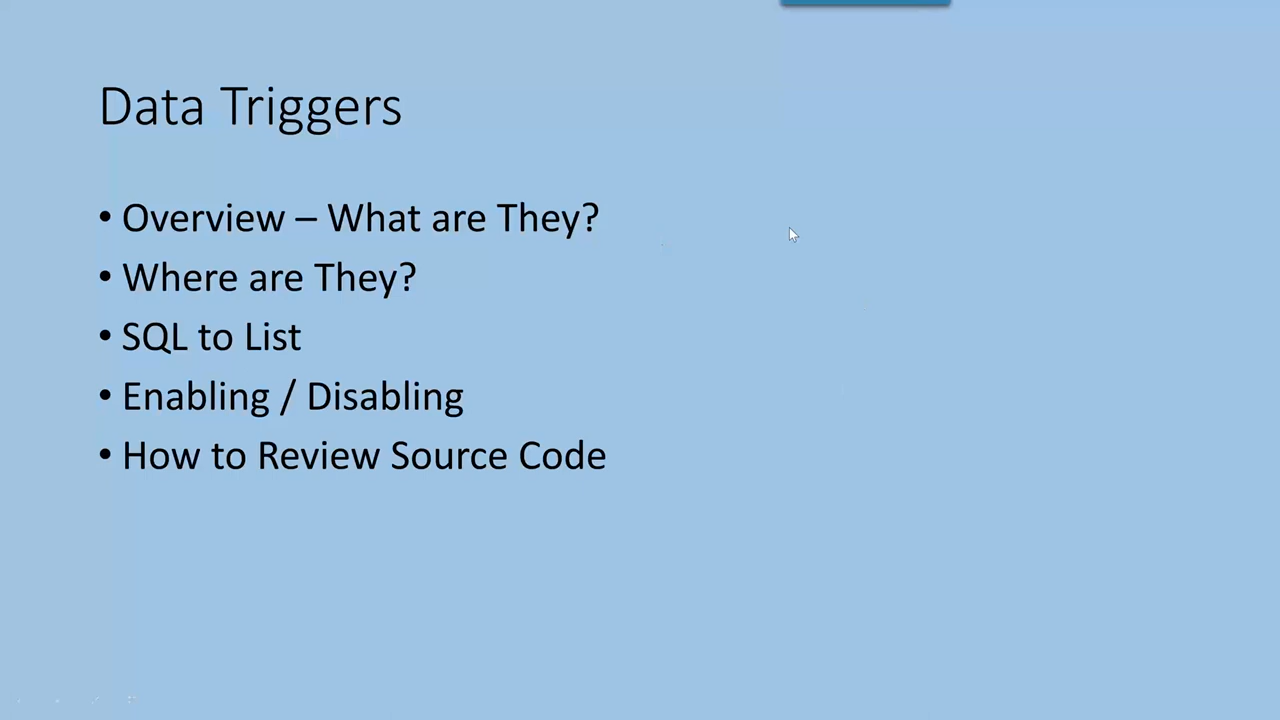 Data Triggers
• Overview – What are They?
• Where are They?
• SQL to List
• Enabling / Disabling
• How to Review Source Code